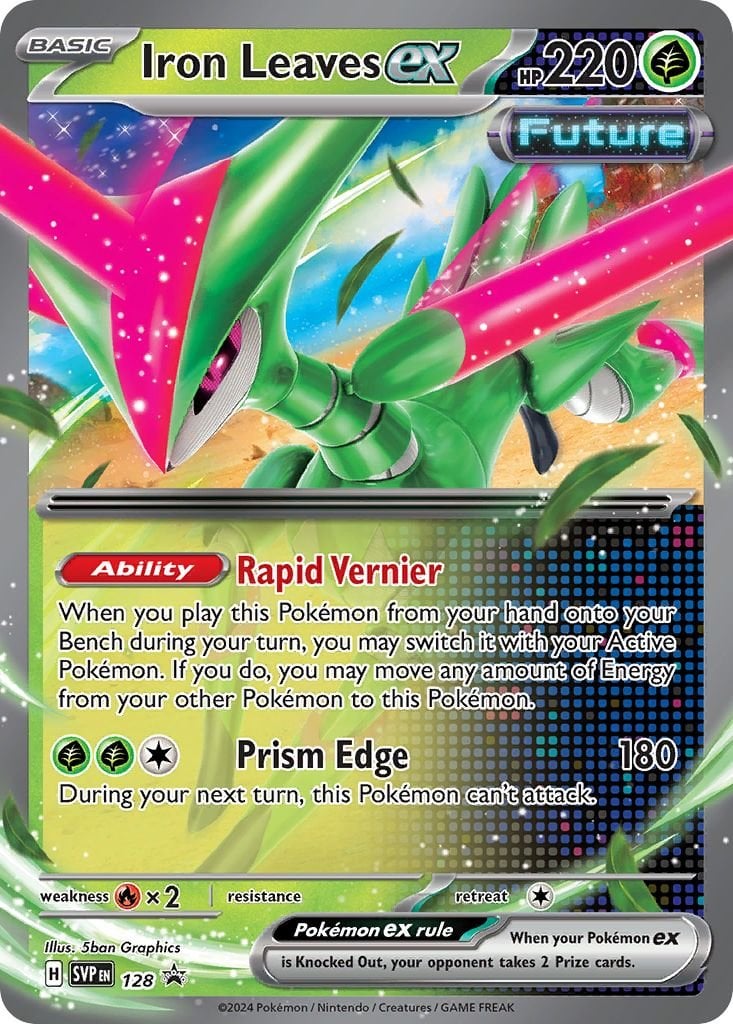 BASIC Iron Leaves ex HP 220
Future
Ability Rapid Vernier
When you play this Pokémon from your hand onto your
Bench during your turn, you may switch it with your Active
Pokémon. If you do, you may move any amount of Energy
from your other Pokémon to this Pokémon.
Prism Edge 180
During your next turn, this Pokémon can't attack.
weakness ×2 resistance retreat
Illus. 5ban Graphics
Pokémon ex rule When your Pokémon ex
is Knocked Out, your opponent takes 2 Prize cards.
H SVP EN 128
©2024 Pokémon / Nintendo / Creatures / GAME FREAK